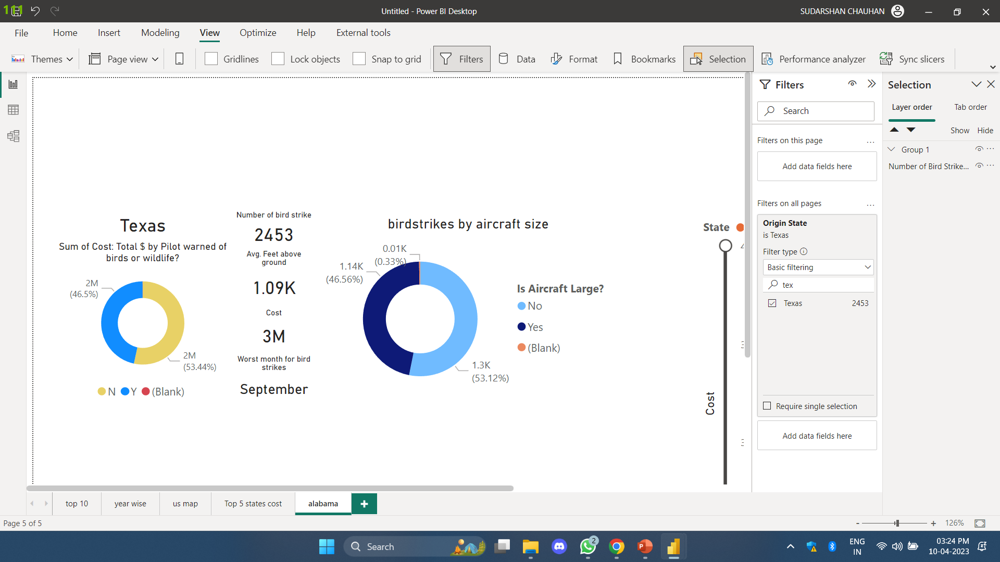 111
Untitled - Power BI Desktop
SUDARSHAN CHAUHAN
File Home Insert Modeling View Optimize Help External tools
Themes Page view Gridlines Lock objects Snap to grid Filters Data Format Bookmarks Selection Performance analyzer Sync slicers
Texas
Sum of Cost: Total $ by Pilot warned of
birds or wildlife?
2M
(46.5%)
2M
(53.44%)
N Y (Blank)
Number of bird strike
2453
Avg. Feet above
ground
1.09K
Cost
3M
Worst month for bird
strikes
September
birdstrikes by aircraft size
0.01K
(0.33%)
1.14K
(46.56%)
1.3K
(53.12%)
Is Aircraft Large?
No
Yes
(Blank)
State
Cost
Filters
Search
Filters on this page
Add data fields here
Filters on all pages
Origin State
is Texas
Filter type
Basic filtering
tex
Texas 2453
Require single selection
Add data fields here
Selection
Layer order Tab order
Show Hide
Group 1
Number of Bird Strike...
top 10 year wise us map Top 5 states cost alabama +
Page 5 of 5
- + 126%
Search
2
ENG
IN
03:24 PM
10-04-2023